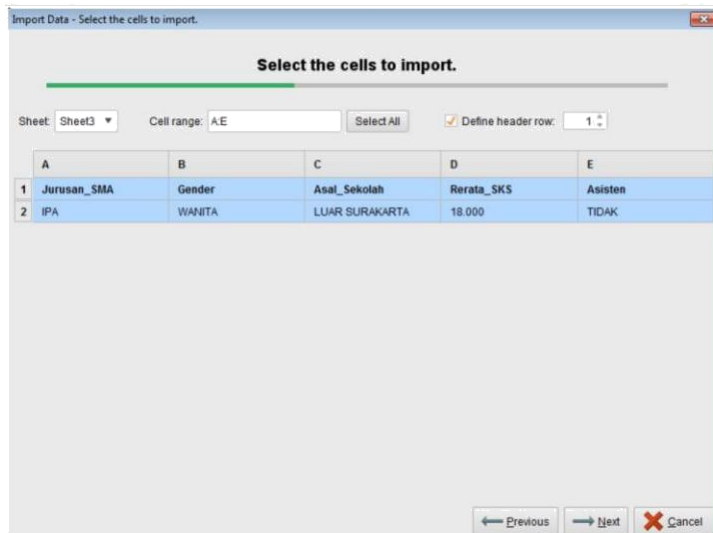 Import Data - Select the cells to import.
Select the cells to import.
Sheet: Sheet3 Cell range: A:E Select All Define header row: 1
A B C D E
1 Jurusan_SMA Gender Asal_Sekolah Rerata_SKS Asisten
2 IPA WANITA LUAR SURAKARTA 18.000 TIDAK
Previous Next Cancel